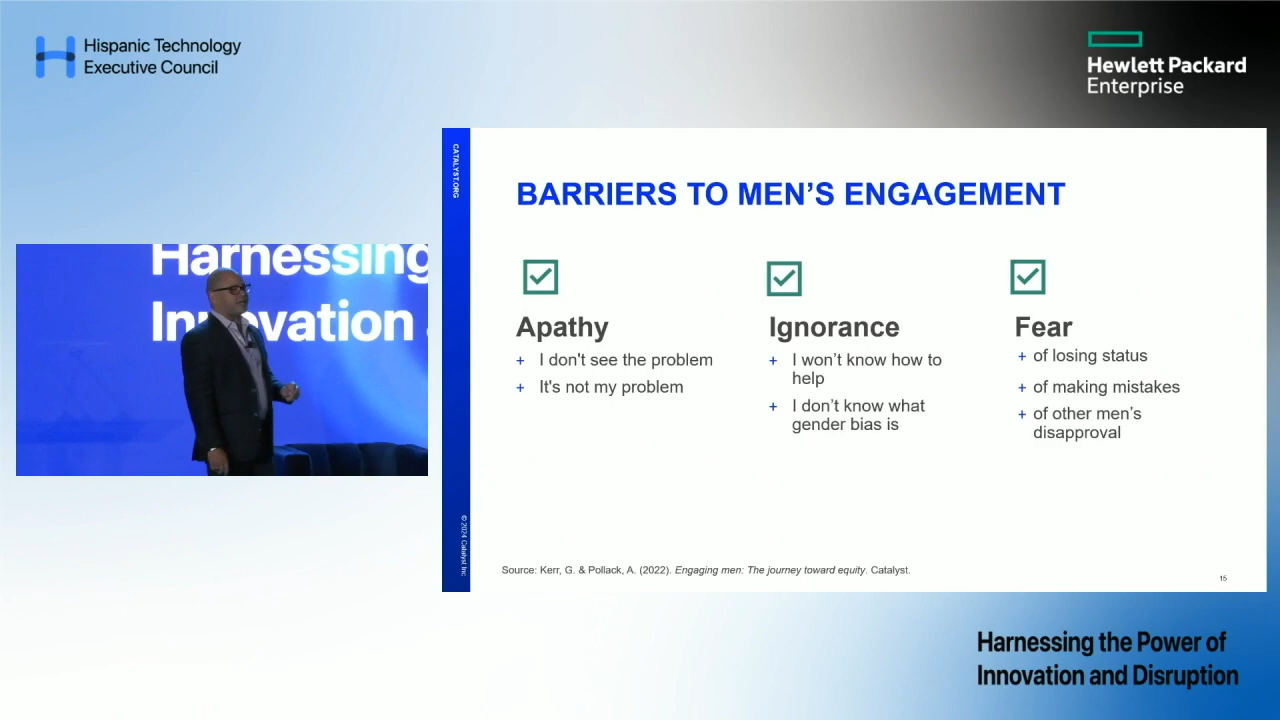 Hispanic Technology
Executive Council
Hewlett Packard
Enterprise
CATALYST.ORG
BARRIERS TO MEN’S ENGAGEMENT
Apathy
+ I don't see the problem
+ It's not my problem
Ignorance
+ I won’t know how to
help
+ I don’t know what
gender bias is
Fear
+ of losing status
+ of making mistakes
+ of other men’s
disapproval
Harnessing
Innovation
© 2024 Catalyst Inc
Source: Kerr, G. & Pollack, A. (2022). Engaging men: The journey toward equity. Catalyst.
15
Harnessing the Power of
Innovation and Disruption